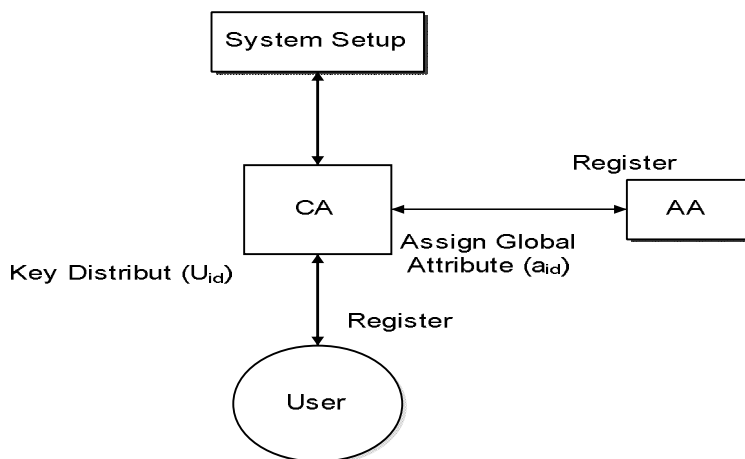 System Setup
Register
CA
AA
Assign Global
Attribute (aid)
Key Distribut (Uid)
Register
User